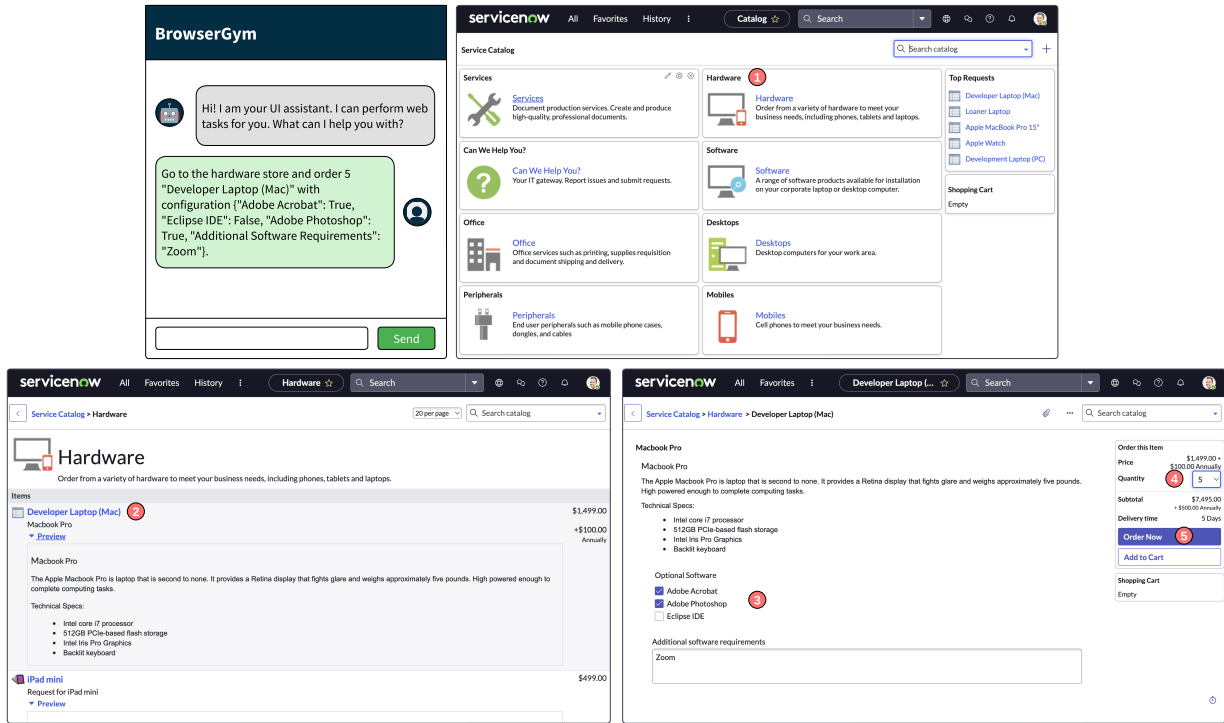 BrowserGym
Hi! I am your UI assistant. I can perform web
tasks for you. What can I help you with?
Go to the hardware store and order 5
"Developer Laptop (Mac)" with
configuration {"Adobe Acrobat": True,
"Eclipse IDE": False, "Adobe Photoshop":
True, "Additional Software Requirements":
"Zoom"}.
Send
servicenow All Favorites History Catalog Search
Service Catalog Search catalog
Services
Services
Document production services. Create and produce
high-quality, professional documents.
Hardware 1
Hardware
Order from a variety of hardware to meet your
business needs, including phones, tablets and laptops.
Can We Help You?
Can We Help You?
Your IT gateway. Report issues and submit requests.
Software
Software
A range of software products available for installation
on your corporate laptop or desktop computer.
Office
Office
Office services such as printing, supplies requisition
and document shipping and delivery.
Desktops
Desktops
Desktop computers for your work area.
Peripherals
Peripherals
End user peripherals such as mobile phone cases,
dongles, and cables
Mobiles
Mobiles
Cell phones to meet your business needs.
Top Requests
Developer Laptop (Mac)
Loaner Laptop
Apple MacBook Pro 15"
Apple Watch
Development Laptop (PC)
Shopping Cart
Empty
servicenow All Favorites History Hardware Search
Service Catalog > Hardware 20 per page Search catalog
Hardware
Order from a variety of hardware to meet your business needs, including phones, tablets and laptops.
Items
Developer Laptop (Mac) 2 $1,499.00
Macbook Pro +$100.00
Preview Annually
Macbook Pro
The Apple Macbook Pro is laptop that is second to none. It provides a Retina display that fights glare and weighs approximately five pounds. High powered enough to
complete computing tasks.
Technical Specs:
• Intel core i7 processor
• 512GB PCIe-based flash storage
• Intel Iris Pro Graphics
• Backlit keyboard
iPad mini $499.00
Request for iPad mini
Preview
servicenow All Favorites Developer Laptop (... Search
Service Catalog > Hardware > Developer Laptop (Mac) Search catalog
Macbook Pro
Macbook Pro
The Apple Macbook Pro is laptop that is second to none. It provides a Retina display that fights glare and weighs approximately five pounds.
High powered enough to complete computing tasks.
Technical Specs:
• Intel core i7 processor
• 512GB PCIe-based flash storage
• Intel Iris Pro Graphics
• Backlit keyboard
Optional Software
Adobe Acrobat
Adobe Photoshop 3
Eclipse IDE
Additional software requirements
Zoom
Order this Item
Price $1,499.00 +
$100.00 Annually
Quantity 4 5
Subtotal $7,495.00
+ $500.00 Annually
Delivery time 5 Days
Order Now 5
Add to Cart
Shopping Cart
Empty